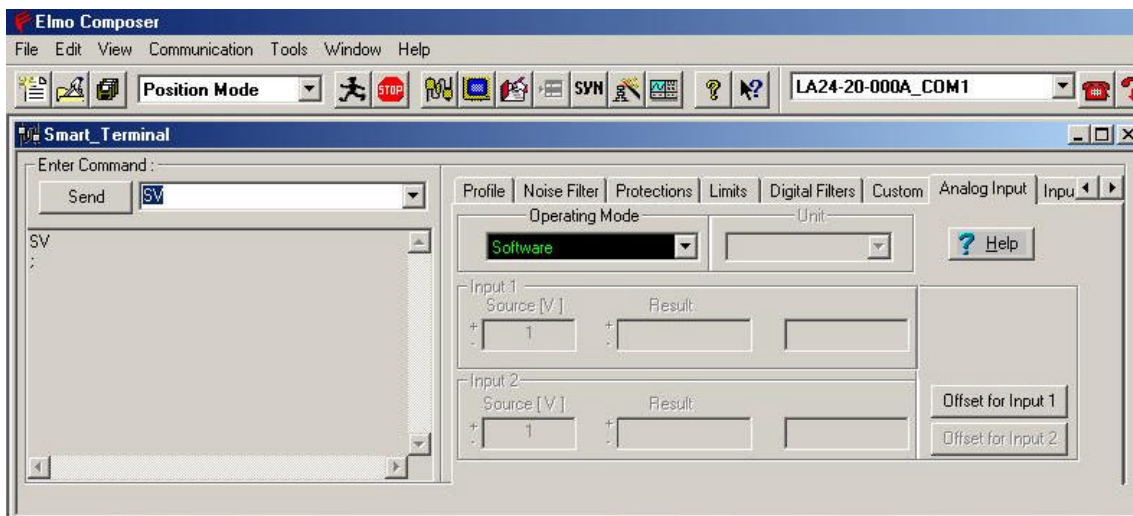 Elmo Composer
File Edit View Communication Tools Window Help
Position Mode STOP SYN ? ? LA24-20-000A_COM1
Smart_Terminal
Enter Command :
Send SV
SV
;
Profile Noise Filter Protections Limits Digital Filters Custom Analog Input Inpu
Operating Mode Unit
Software ? Help
Input 1
Source [V ] Result
+ 1 +
- -
Input 2
Source [ V ] Result
+ 1 +
- -
Offset for Input 1
Offset for Input 2